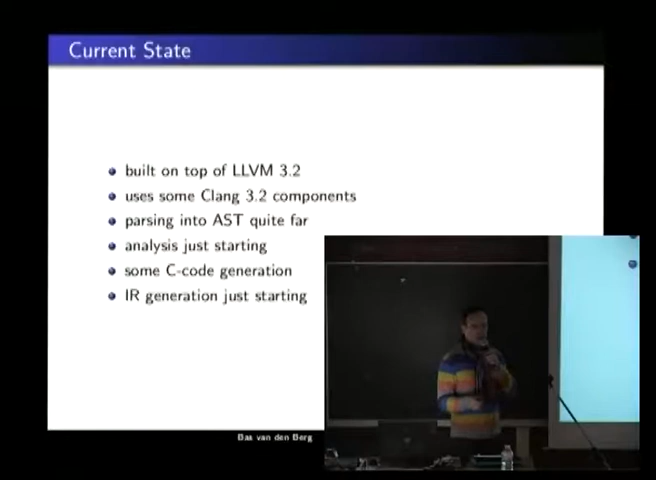 Current State
built on top of LLVM 3.2
uses some Clang 3.2 components
parsing into AST quite far
analysis just starting
some C-code generation
IR generation just starting
Bas van den Berg